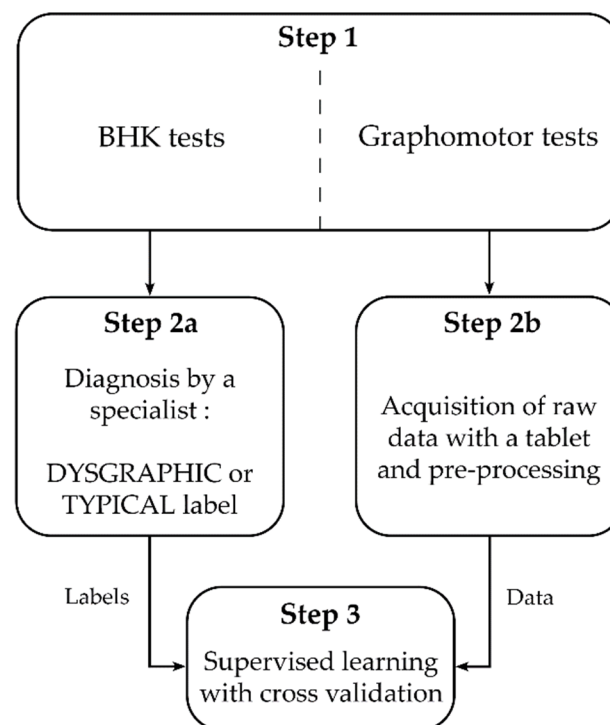 Step 1
BHK tests
Graphomotor tests
Step 2a
Diagnosis by a
specialist :
DYSGRAPHIC or
TYPICAL label
Step 2b
Acquisition of raw
data with a tablet
and pre-processing
Labels
Data
Step 3
Supervised learning
with cross validation